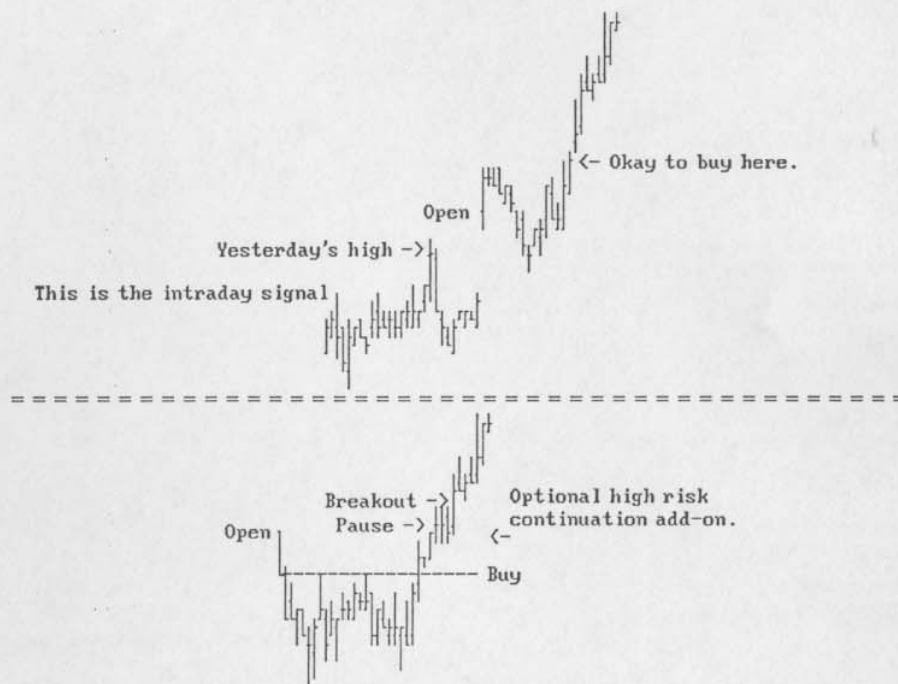 <- Okay to buy here.
Open
Yesterday's high ->
This is the intraday signal
= = = = = = = = = = = = = = = = = = = = = = = = = = = = = = = = = = = = = = = = = = = = = = = = = =
Breakout ->
Optional high risk
Pause ->
continuation add-on.
Open
<-
Buy